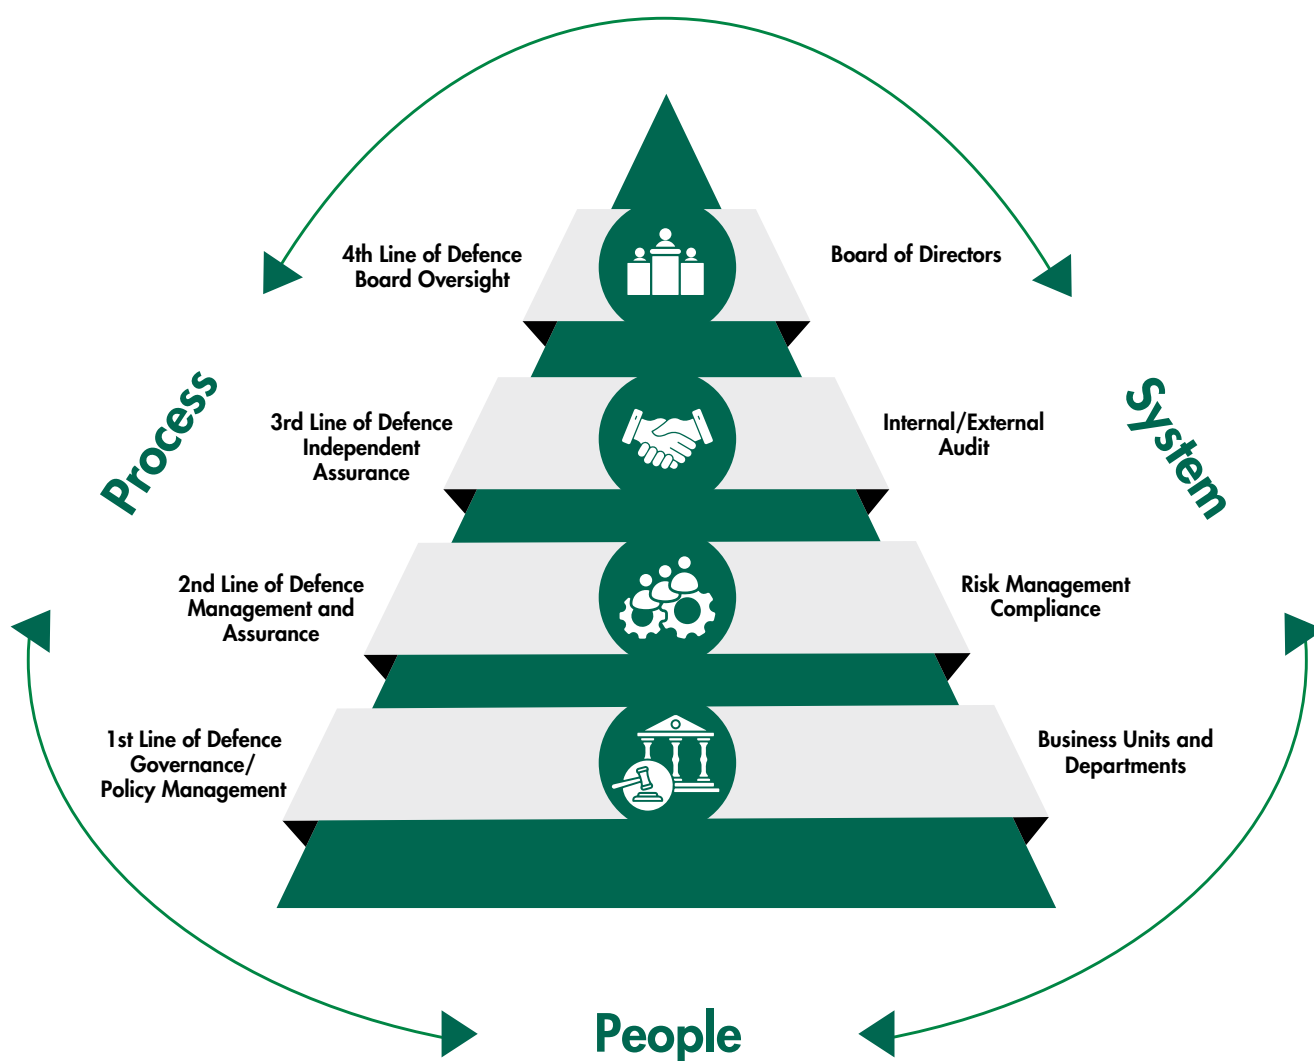 4th Line of Defence
Board Oversight
Board of Directors
Process
System
3rd Line of Defence
Independent
Assurance
Internal/External
Audit
2nd Line of Defence
Management and
Assurance
Risk Management
Compliance
1st Line of Defence
Governance/
Policy Management
Business Units and
Departments
People